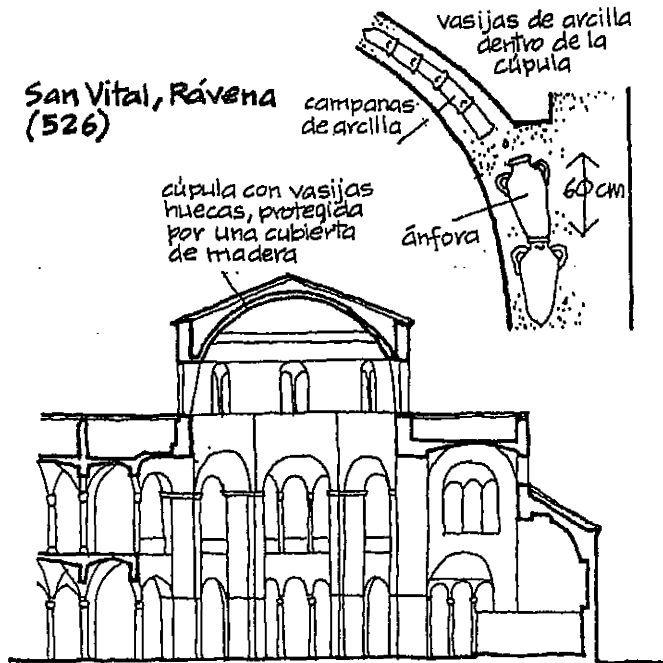 San Vital, Rávena
(526)
vasijas de arcilla
dentro de la
cúpula
campanas
de arcilla
60 cm
ánfora
cúpula con vasijas
huecas, protegida
por una cubierta
de madera